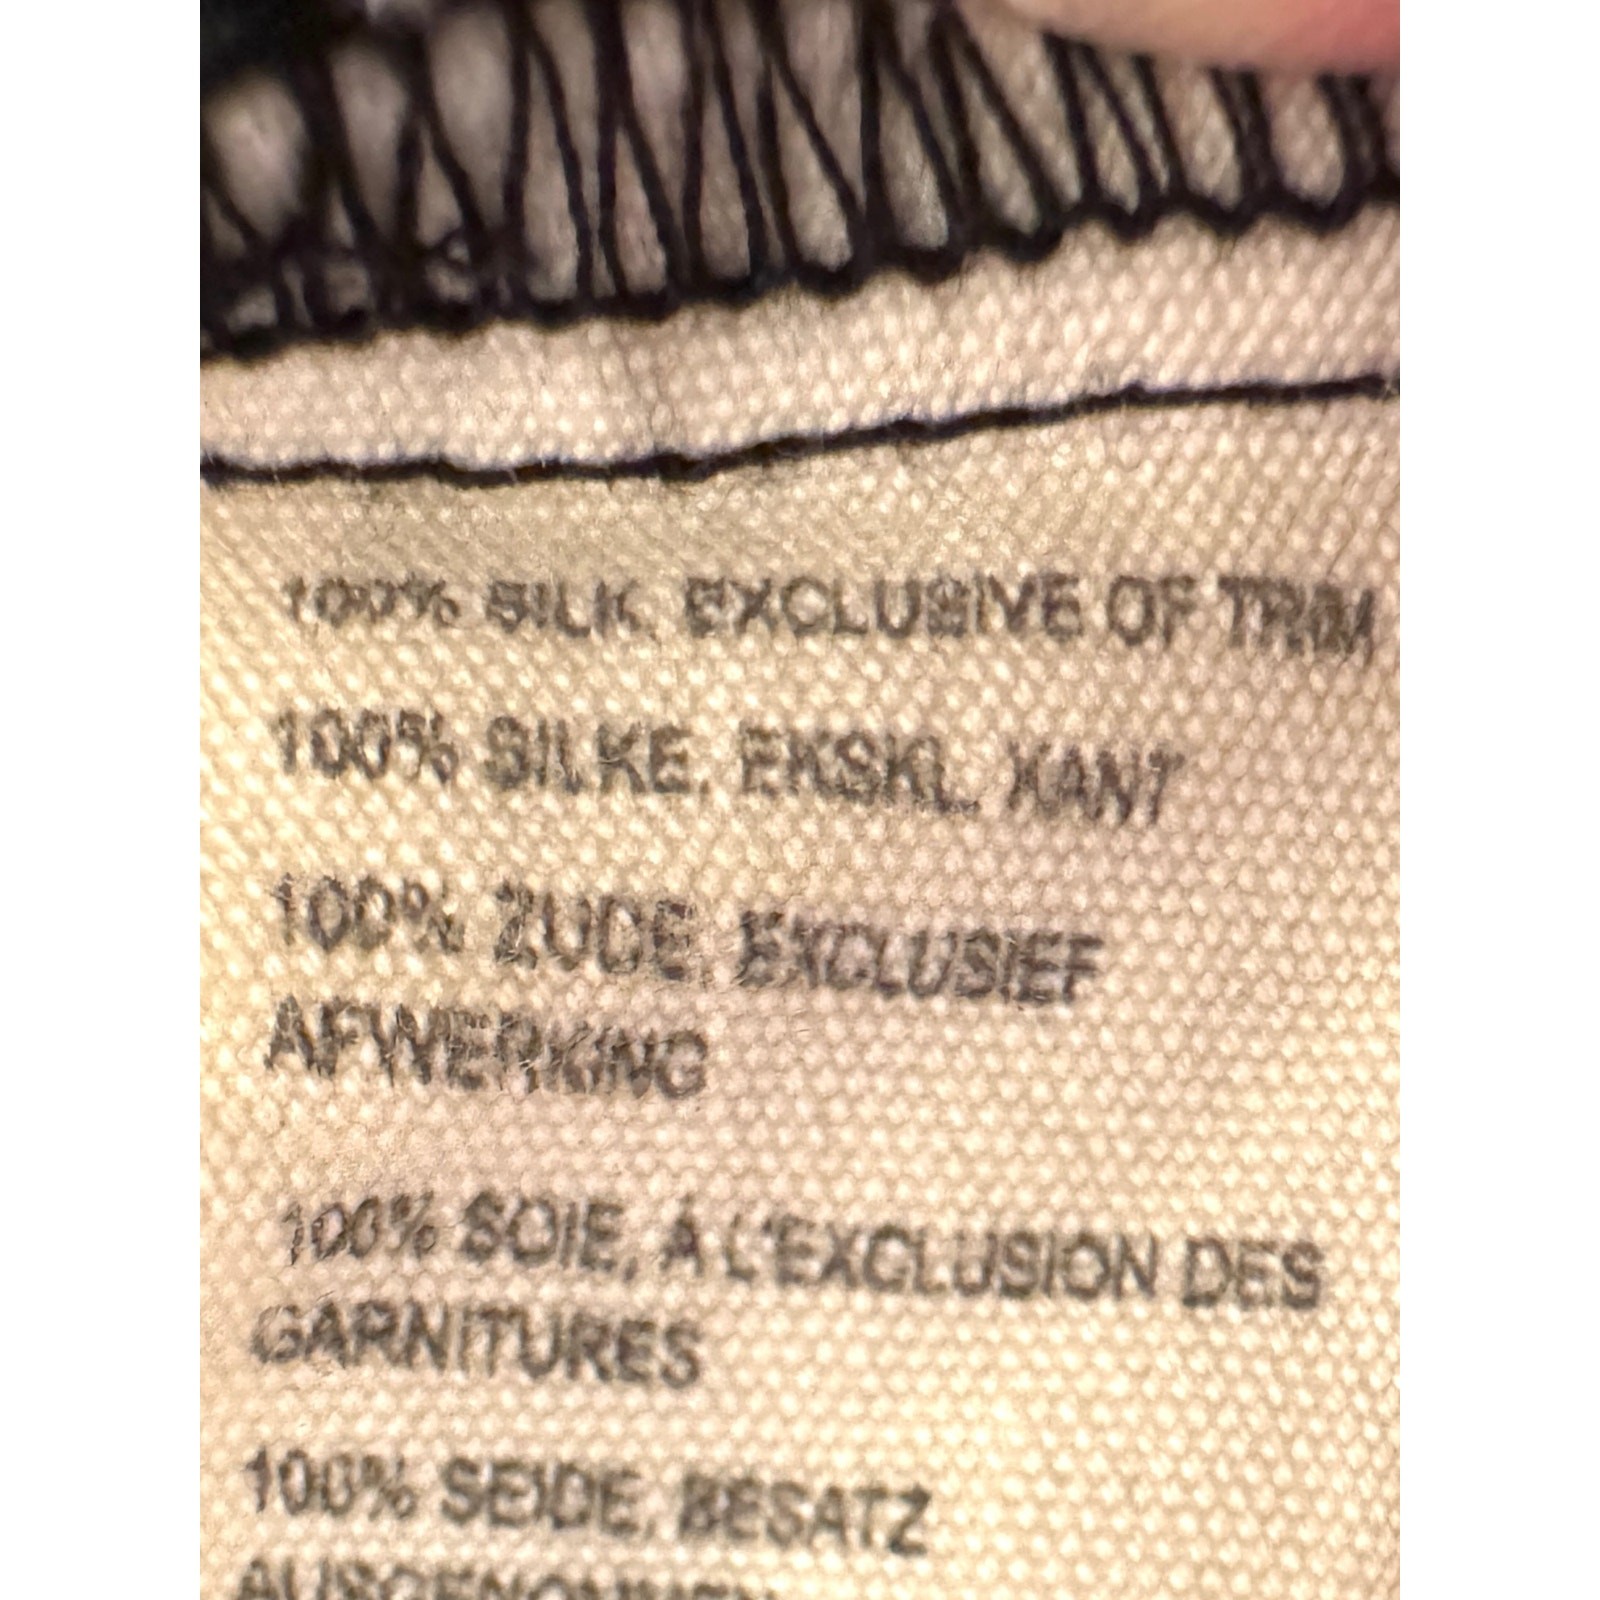 100% SILK, EXCLUSIVE OF TRIM
100% SILKE, EKSKL. KANT
100% ZIJDE, EXCLUSIEF
AFWERKING
100% SOIE, À L'EXCLUSION DES
GARNITURES
100% SEIDE, BESATZ
AUSGENOMMEN